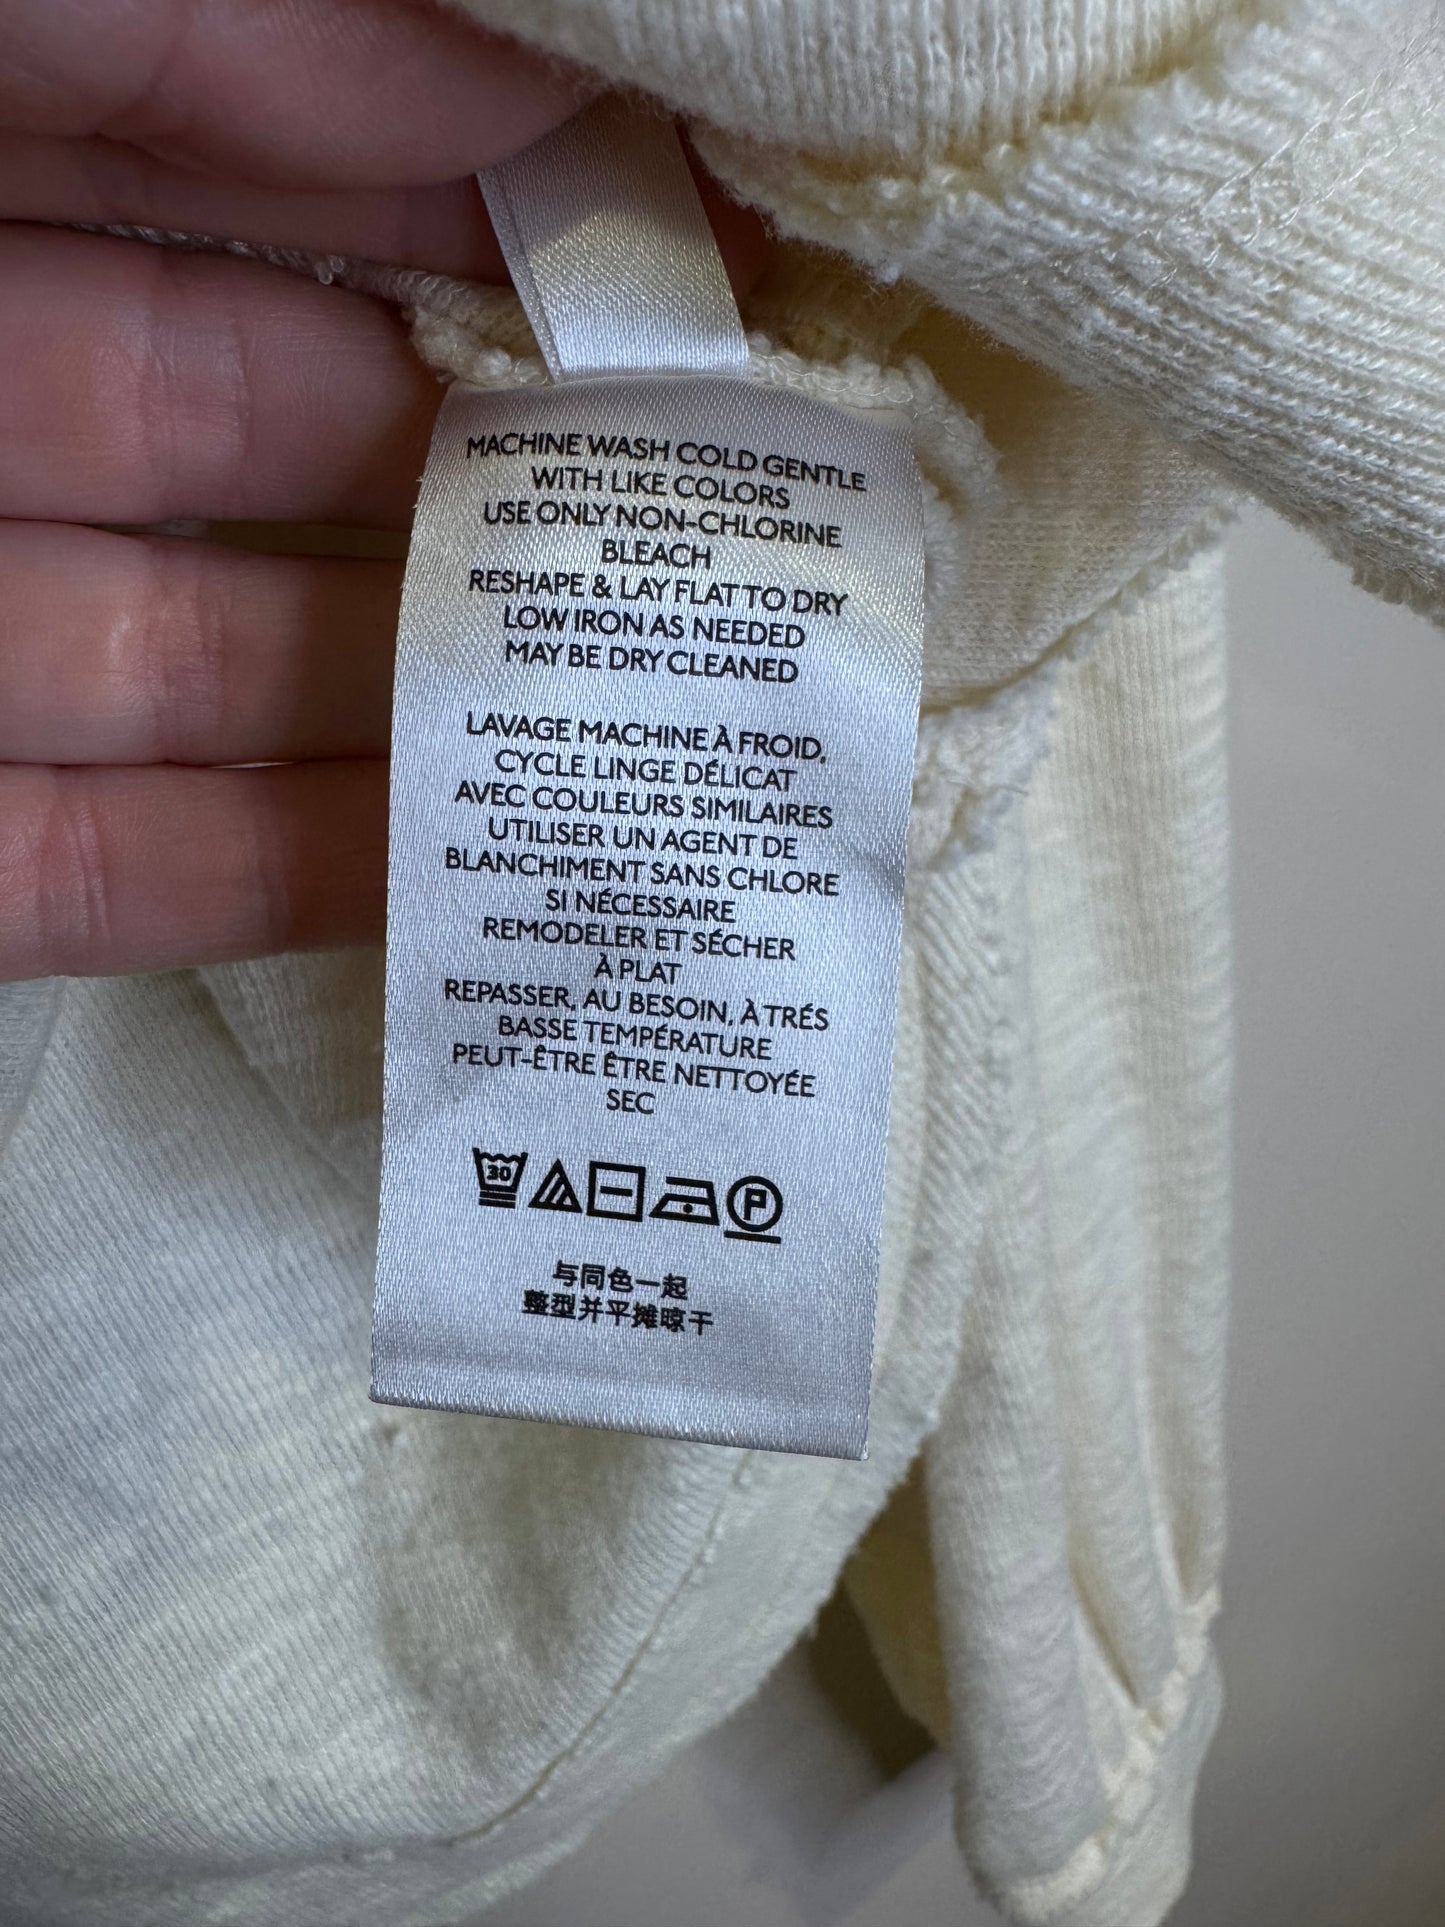 MACHINE WASH COLD GENTLE
WITH LIKE COLORS
USE ONLY NON-CHLORINE
BLEACH
RESHAPE & LAY FLAT TO DRY
LOW IRON AS NEEDED
MAY BE DRY CLEANED
LAVAGE MACHINE À FROID,
CYCLE LINGE DÉLICAT
AVEC COULEURS SIMILAIRES
UTILISER UN AGENT DE
BLANCHIMENT SANS CHLORE
SI NÉCESSAIRE
REMODELER ET SÉCHER
À PLAT
REPASSER, AU BESOIN, À TRÉS
BASSE TEMPÉRATURE
PEUT-ÊTRE ÊTRE NETTOYÉE
SEC
30 P
与同色一起
整型并平摊晾干